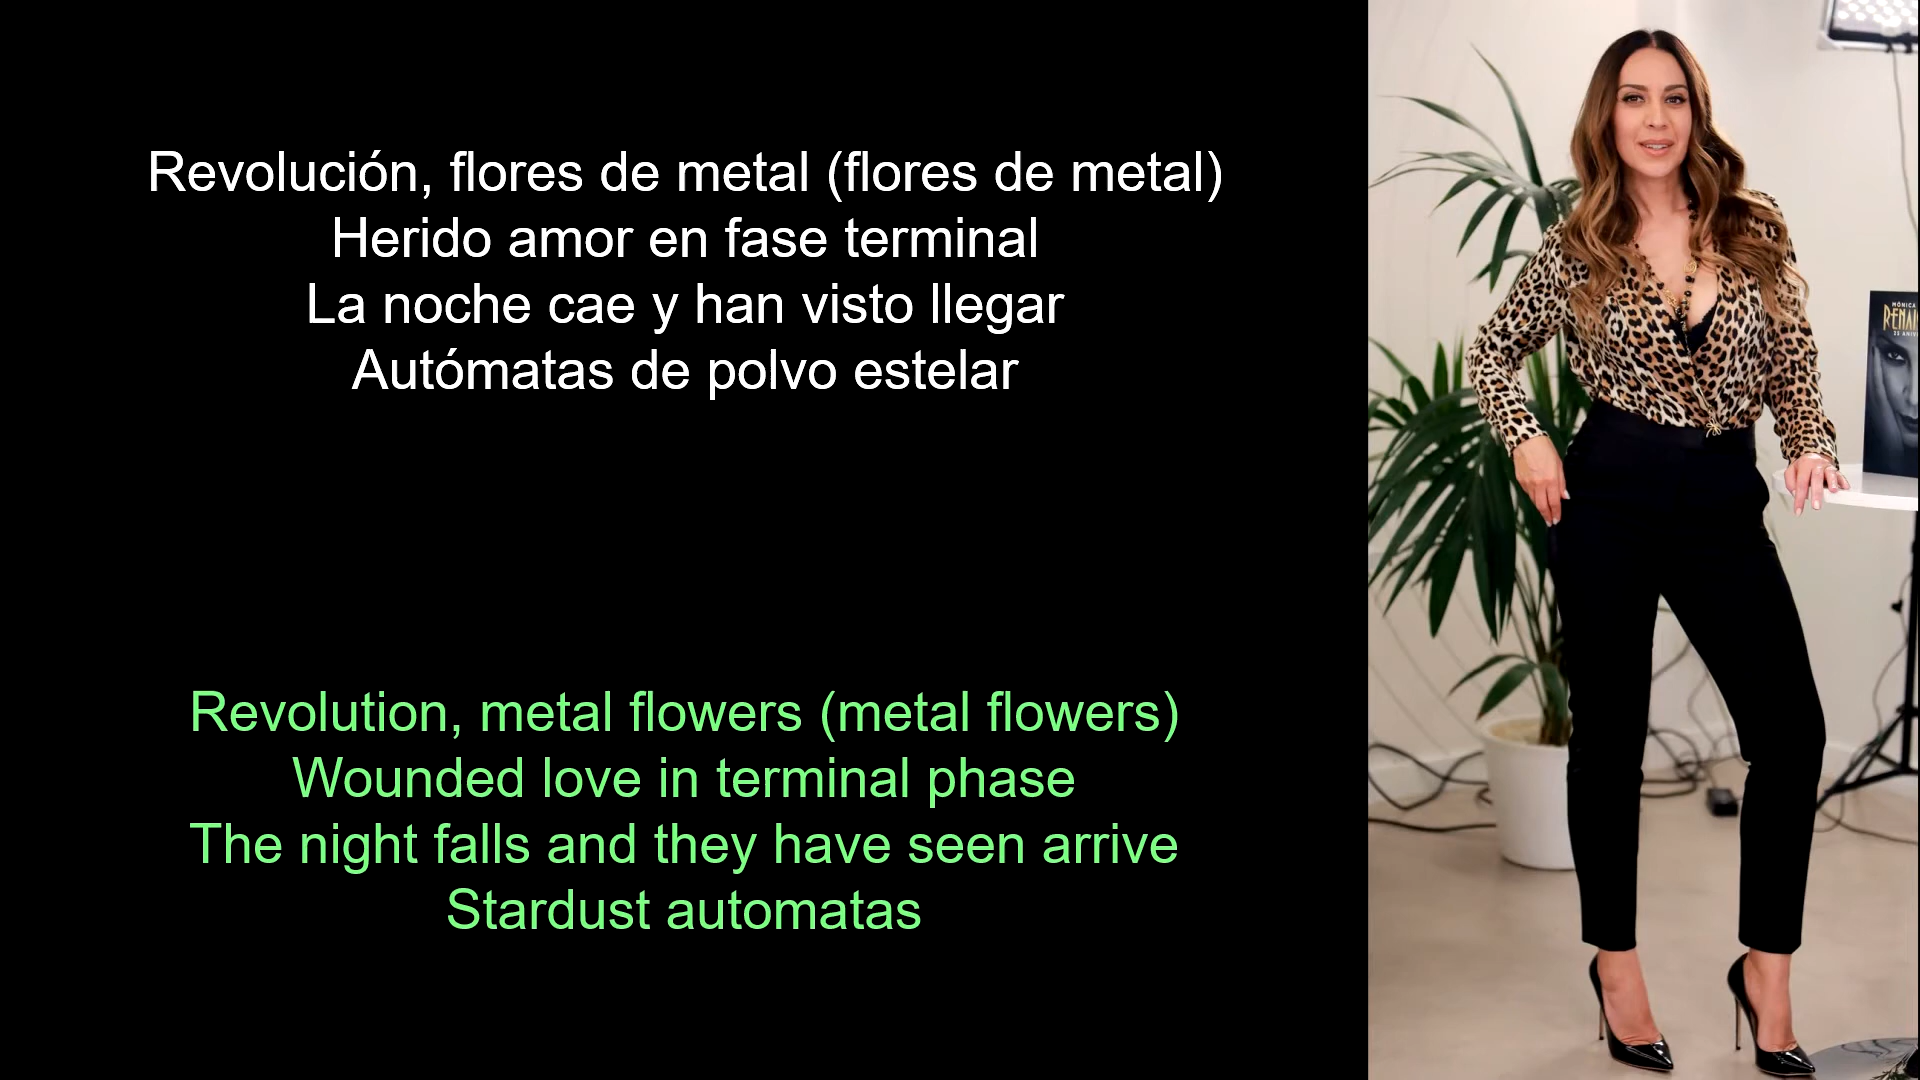 Revolución, flores de metal (flores de metal)
Herido amor en fase terminal
La noche cae y han visto llegar
Autómatas de polvo estelar
Revolution, metal flowers (metal flowers)
Wounded love in terminal phase
The night falls and they have seen arrive
Stardust automatas
MÓNICA